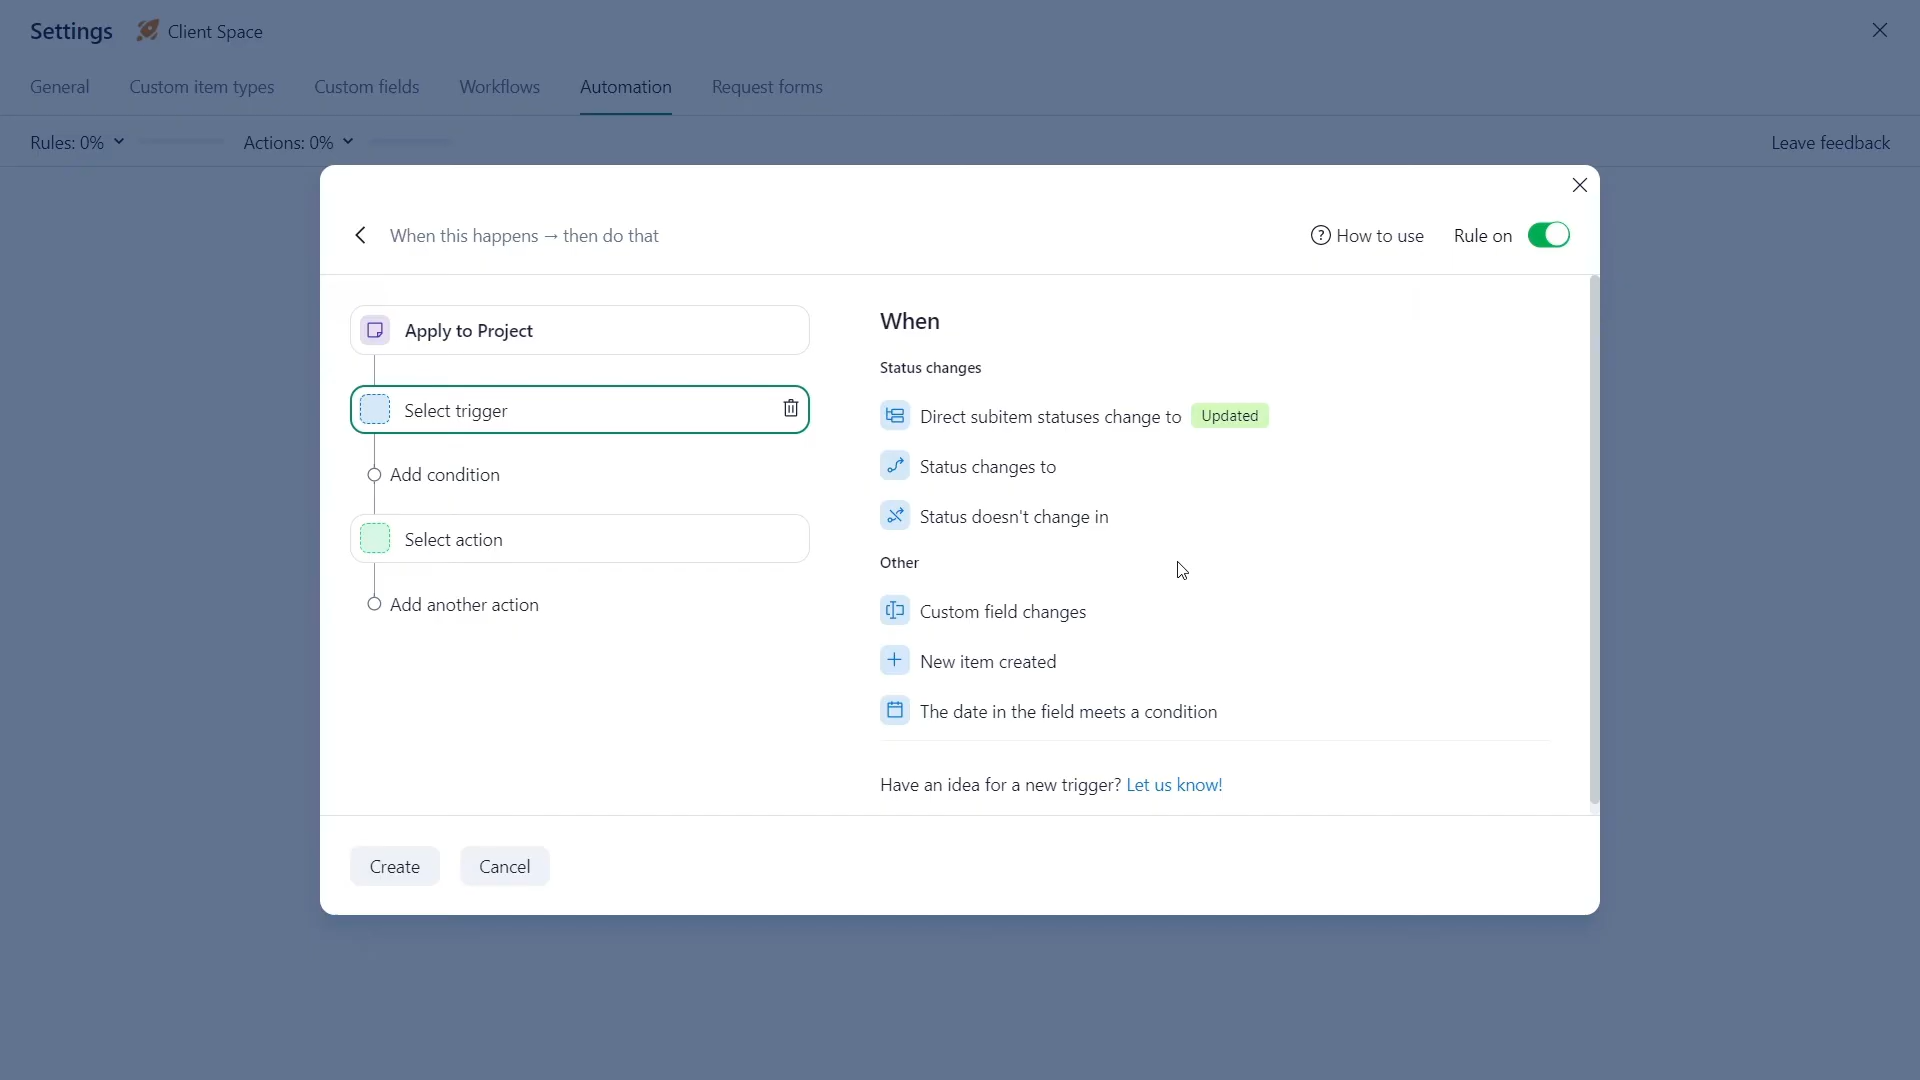 Settings Client Space
General Custom item types Custom fields Workflows Automation Request forms
Rules: 0% Actions: 0% Leave feedback
When this happens → then do that ? How to use Rule on
Apply to Project
Select trigger
Add condition
Select action
Add another action
When
Status changes
Direct subitem statuses change to Updated
Status changes to
Status doesn't change in
Other
Custom field changes
New item created
The date in the field meets a condition
Have an idea for a new trigger? Let us know!
Create Cancel